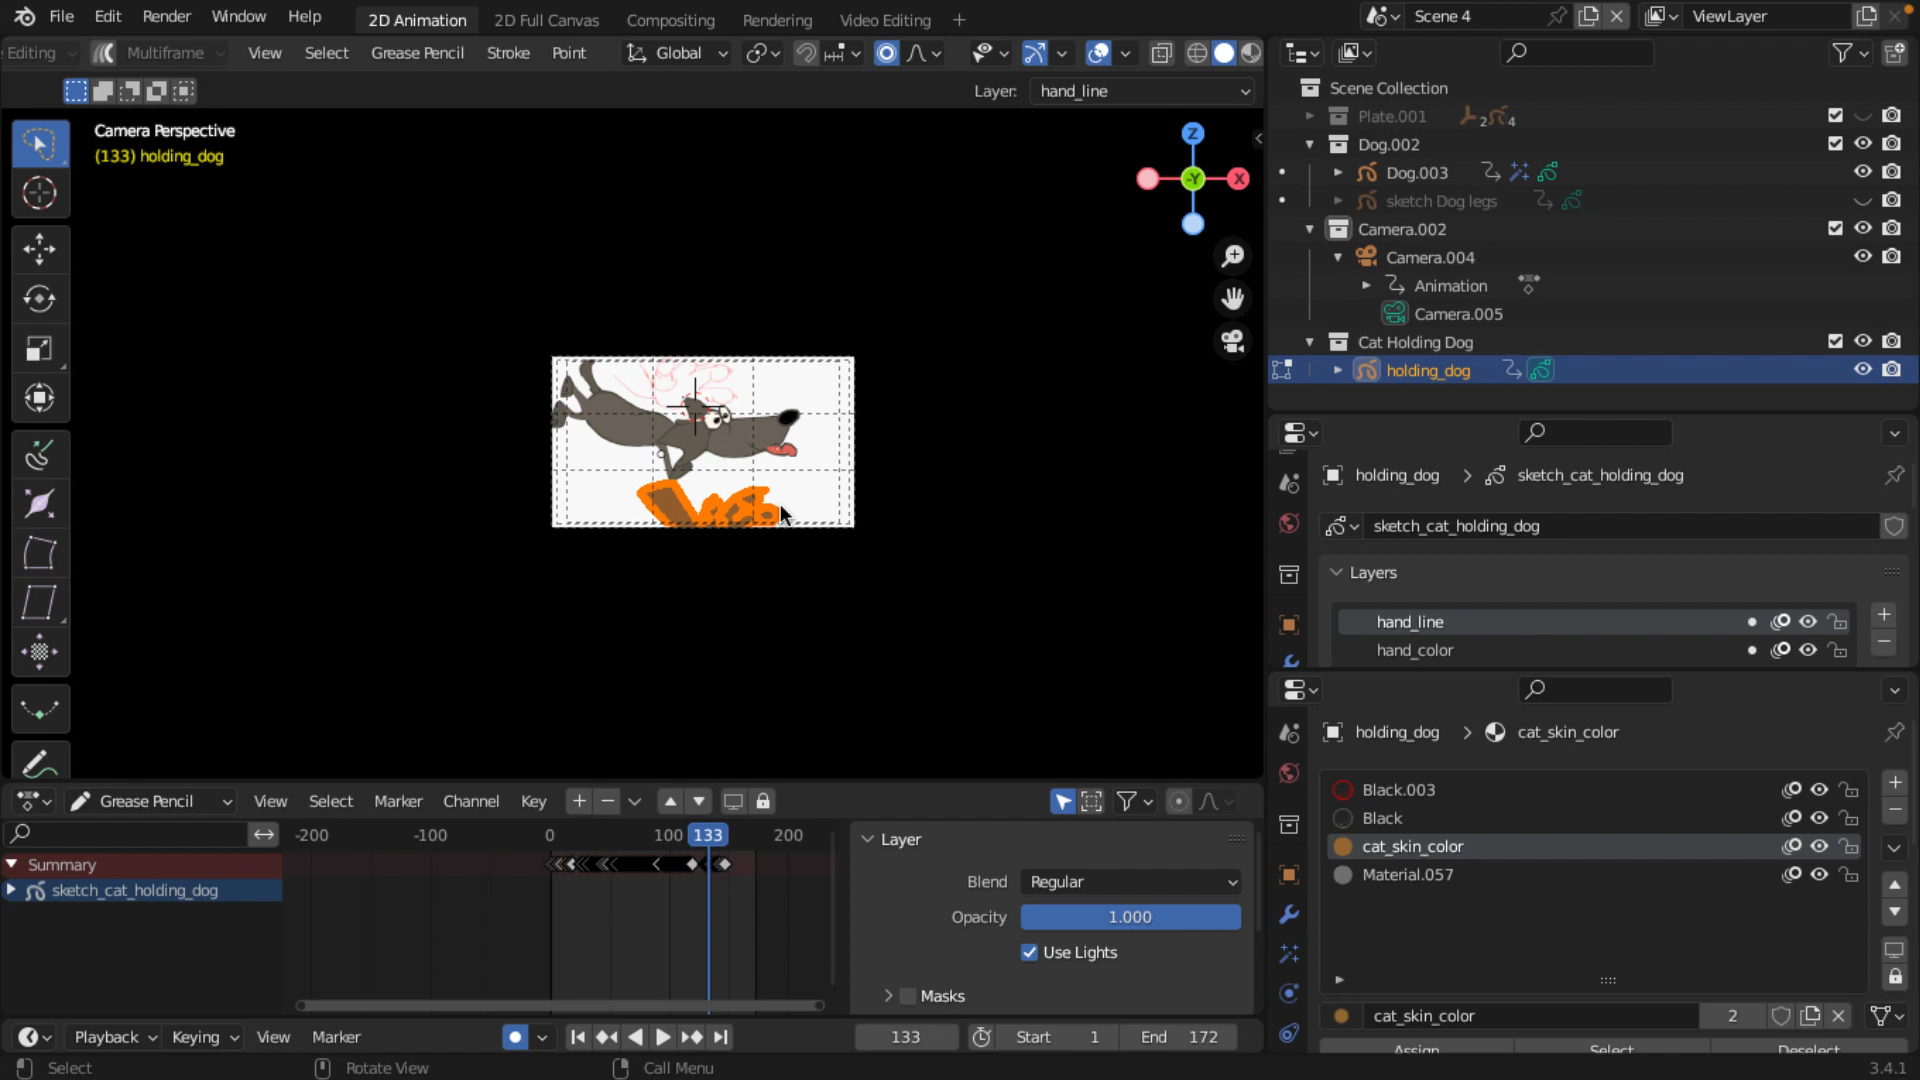 File Edit Render Window Help 2D Animation 2D Full Canvas Compositing Rendering Video Editing Scene 4 ViewLayer
Editing Multiframe View Select Grease Pencil Stroke Point Global
Layer: hand_line
Camera Perspective
(133) holding_dog
Z
-Y
X
Scene Collection
Plate.001 2 4
Dog.002
Dog.003
sketch Dog legs
Camera.002
Camera.004
Animation
Camera.005
Cat Holding Dog
holding_dog
holding_dog sketch_cat_holding_dog
sketch_cat_holding_dog
Layers
hand_line
hand_color
holding_dog cat_skin_color
Black.003
Black
cat_skin_color
Material.057
cat_skin_color 2
Assign Select Deselect
Grease Pencil View Select Marker Channel Key
-200 -100 0 100 133 200
Summary
sketch_cat_holding_dog
Layer
Blend Regular
Opacity 1.000
Use Lights
Masks
Playback Keying View Marker 133 Start 1 End 172
Select Rotate View Call Menu 3.4.1